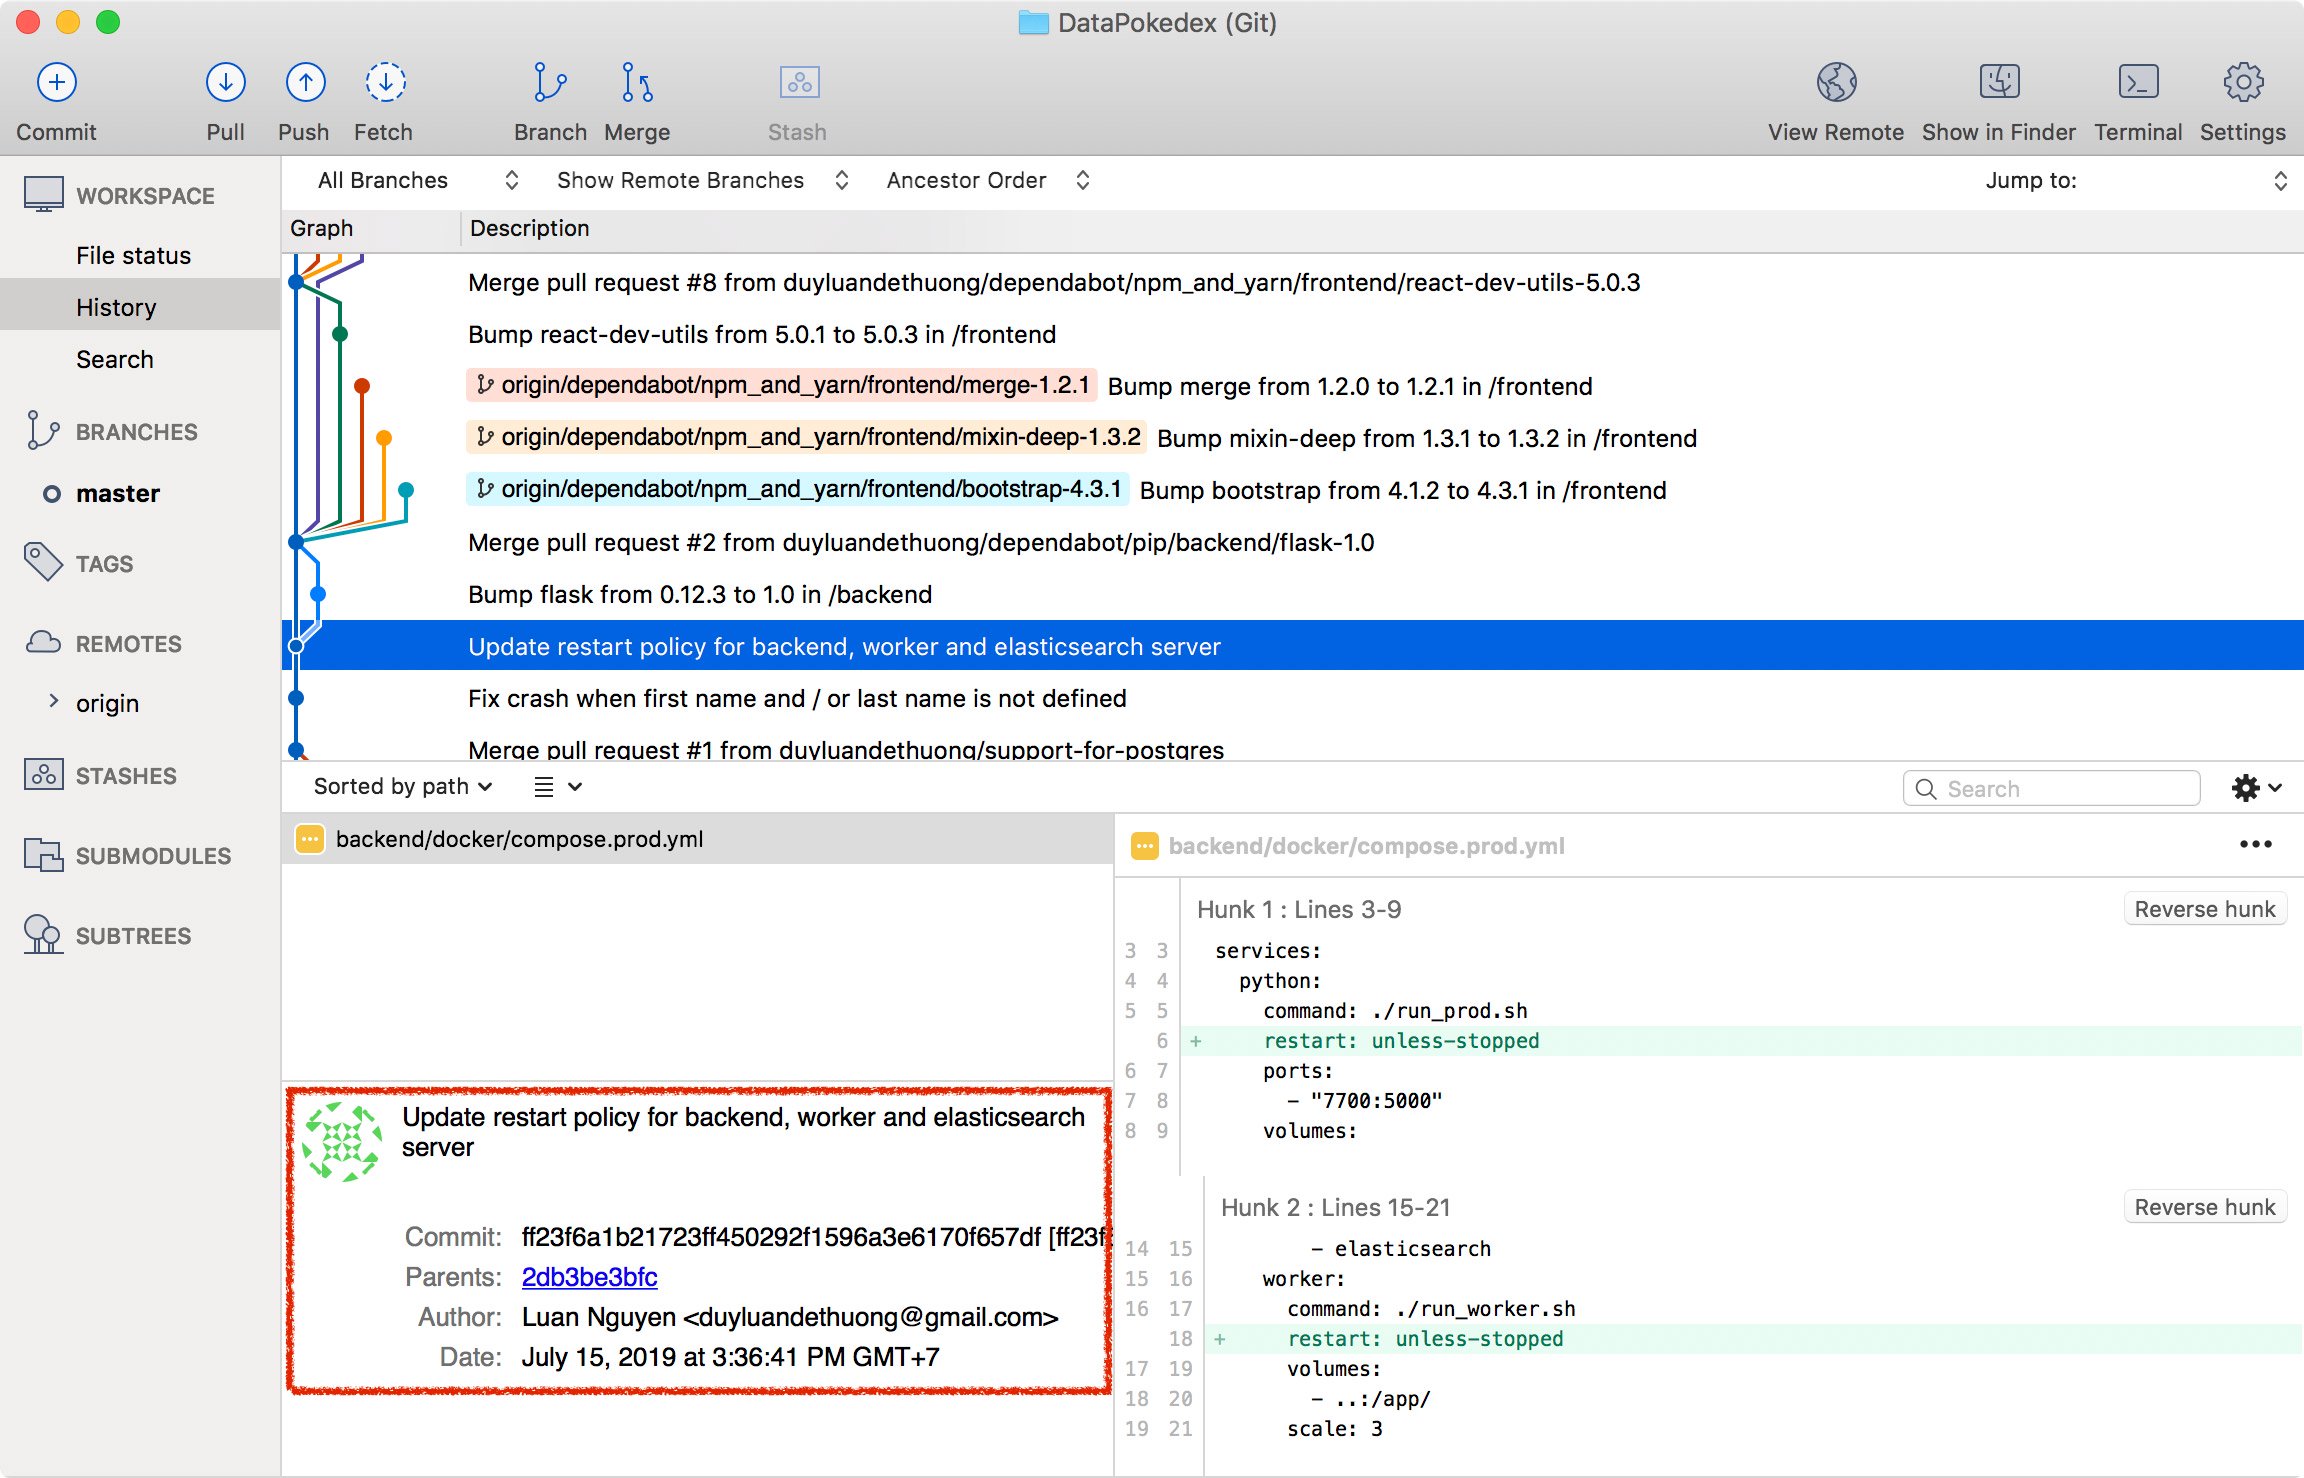 DataPokedex (Git)
Commit Pull Push Fetch Branch Merge Stash View Remote Show in Finder Terminal Settings
WORKSPACE
File status
History
Search
BRANCHES
master
TAGS
REMOTES
origin
STASHES
SUBMODULES
SUBTREES
All Branches Show Remote Branches Ancestor Order Jump to:
Graph Description
Merge pull request #8 from duyluandethuong/dependabot/npm_and_yarn/frontend/react-dev-utils-5.0.3
Bump react-dev-utils from 5.0.1 to 5.0.3 in /frontend
origin/dependabot/npm_and_yarn/frontend/merge-1.2.1 Bump merge from 1.2.0 to 1.2.1 in /frontend
origin/dependabot/npm_and_yarn/frontend/mixin-deep-1.3.2 Bump mixin-deep from 1.3.1 to 1.3.2 in /frontend
origin/dependabot/npm_and_yarn/frontend/bootstrap-4.3.1 Bump bootstrap from 4.1.2 to 4.3.1 in /frontend
Merge pull request #2 from duyluandethuong/dependabot/pip/backend/flask-1.0
Bump flask from 0.12.3 to 1.0 in /backend
Update restart policy for backend, worker and elasticsearch server
Fix crash when first name and / or last name is not defined
Merge pull request #1 from duyluandethuong/support-for-postgres
Sorted by path Search
backend/docker/compose.prod.yml
Update restart policy for backend, worker and elasticsearch
server
Commit: ff23f6a1b21723ff450292f1596a3e6170f657df [ff23f
Parents: 2db3be3bfc
Author: Luan Nguyen <duyluandethuong@gmail.com>
Date: July 15, 2019 at 3:36:41 PM GMT+7
backend/docker/compose.prod.yml
Hunk 1 : Lines 3-9 Reverse hunk
3 3 services:
4 4 python:
5 5 command: ./run_prod.sh
6 + restart: unless-stopped
6 7 ports:
7 8 - "7700:5000"
8 9 volumes:
Hunk 2 : Lines 15-21 Reverse hunk
14 15 - elasticsearch
15 16 worker:
16 17 command: ./run_worker.sh
18 + restart: unless-stopped
17 19 volumes:
18 20 - ..:/app/
19 21 scale: 3